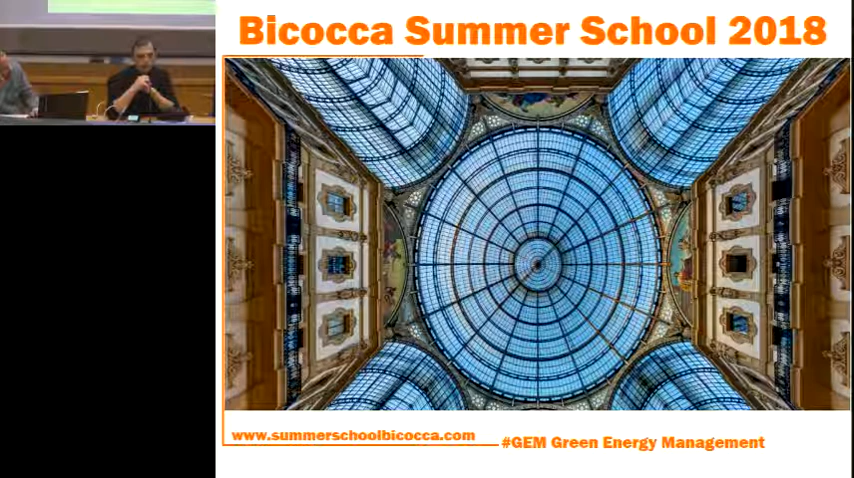 Bicocca Summer School 2018
www.summerschoolbicocca.com
#GEM Green Energy Management